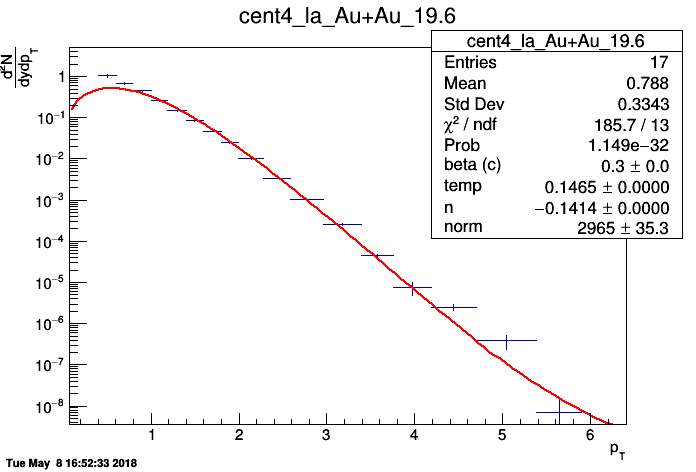 cent4_la_Au+Au_19.6
d²N
dydp_T
cent4_la_Au+Au_19.6
Entries 17
Mean 0.788
Std Dev 0.3343
χ² / ndf 185.7 / 13
Prob 1.149e−32
beta (c) 0.3 ± 0.0
temp 0.1465 ± 0.0000
n −0.1414 ± 0.0000
norm 2965 ± 35.3
1
10⁻¹
10⁻²
10⁻³
10⁻⁴
10⁻⁵
10⁻⁶
10⁻⁷
10⁻⁸
1 2 3 4 5 6
p_T
Tue May 8 16:52:33 2018